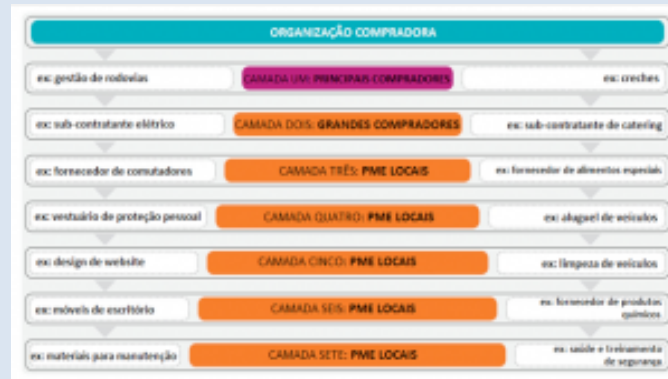 ORGANIZAÇÃO COMPRADORA
ex: gestão de rodovias
CAMADA UM: PRINCIPAIS COMPRADORES
ex: creches
ex: sub-contratante elétrico
CAMADA DOIS: GRANDES COMPRADORES
ex: sub-contratante de catering
ex: fornecedor de comutadores
CAMADA TRÊS: PME LOCAIS
ex: fornecedor de alimentos especiais
ex: vestuário de proteção pessoal
CAMADA QUATRO: PME LOCAIS
ex: aluguel de veículos
ex: design de website
CAMADA CINCO: PME LOCAIS
ex: limpeza de veículos
ex: móveis de escritório
CAMADA SEIS: PME LOCAIS
ex: fornecedor de produtos
químicos
ex: materiais para manutenção
CAMADA SETE: PME LOCAIS
ex: saúde e treinamento
de segurança